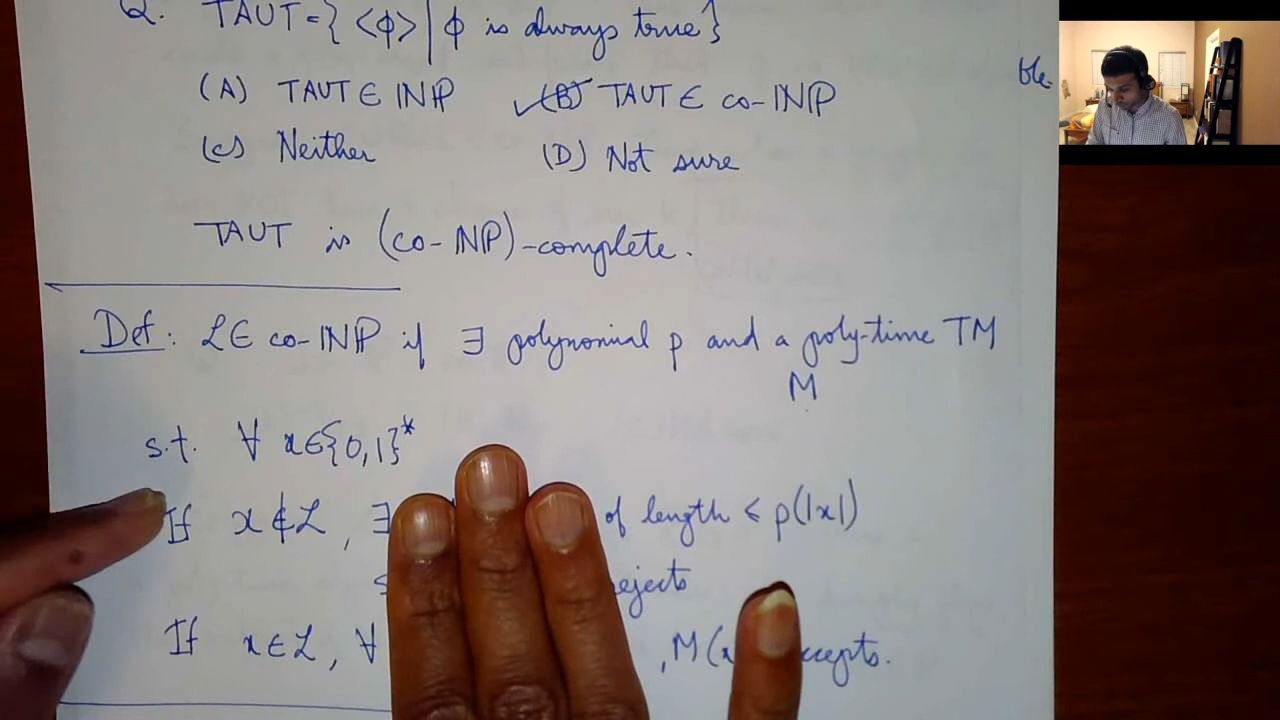 Q. TAUT = { <ϕ> | ϕ is always true }
(A) TAUT ∈ NP (B) TAUT ∈ co-NP
(C) Neither (D) Not sure
TAUT is (co-NP)-complete.
Def: L ∈ co-NP if ∃ polynomial p and a poly-time TM
M
s.t. ∀ x∈{0,1}*
If x∉L, ∃ of length ≤ p(|x|)
rejects
If x∈L, ∀ , M(x accepts.